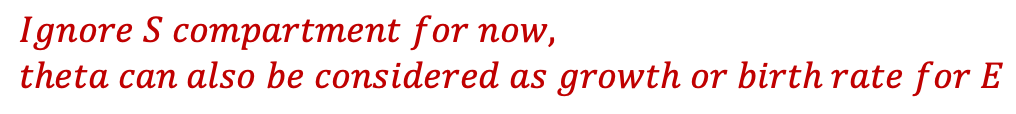 Ignore S compartment for now,
theta can also be considered as growth or birth rate for E